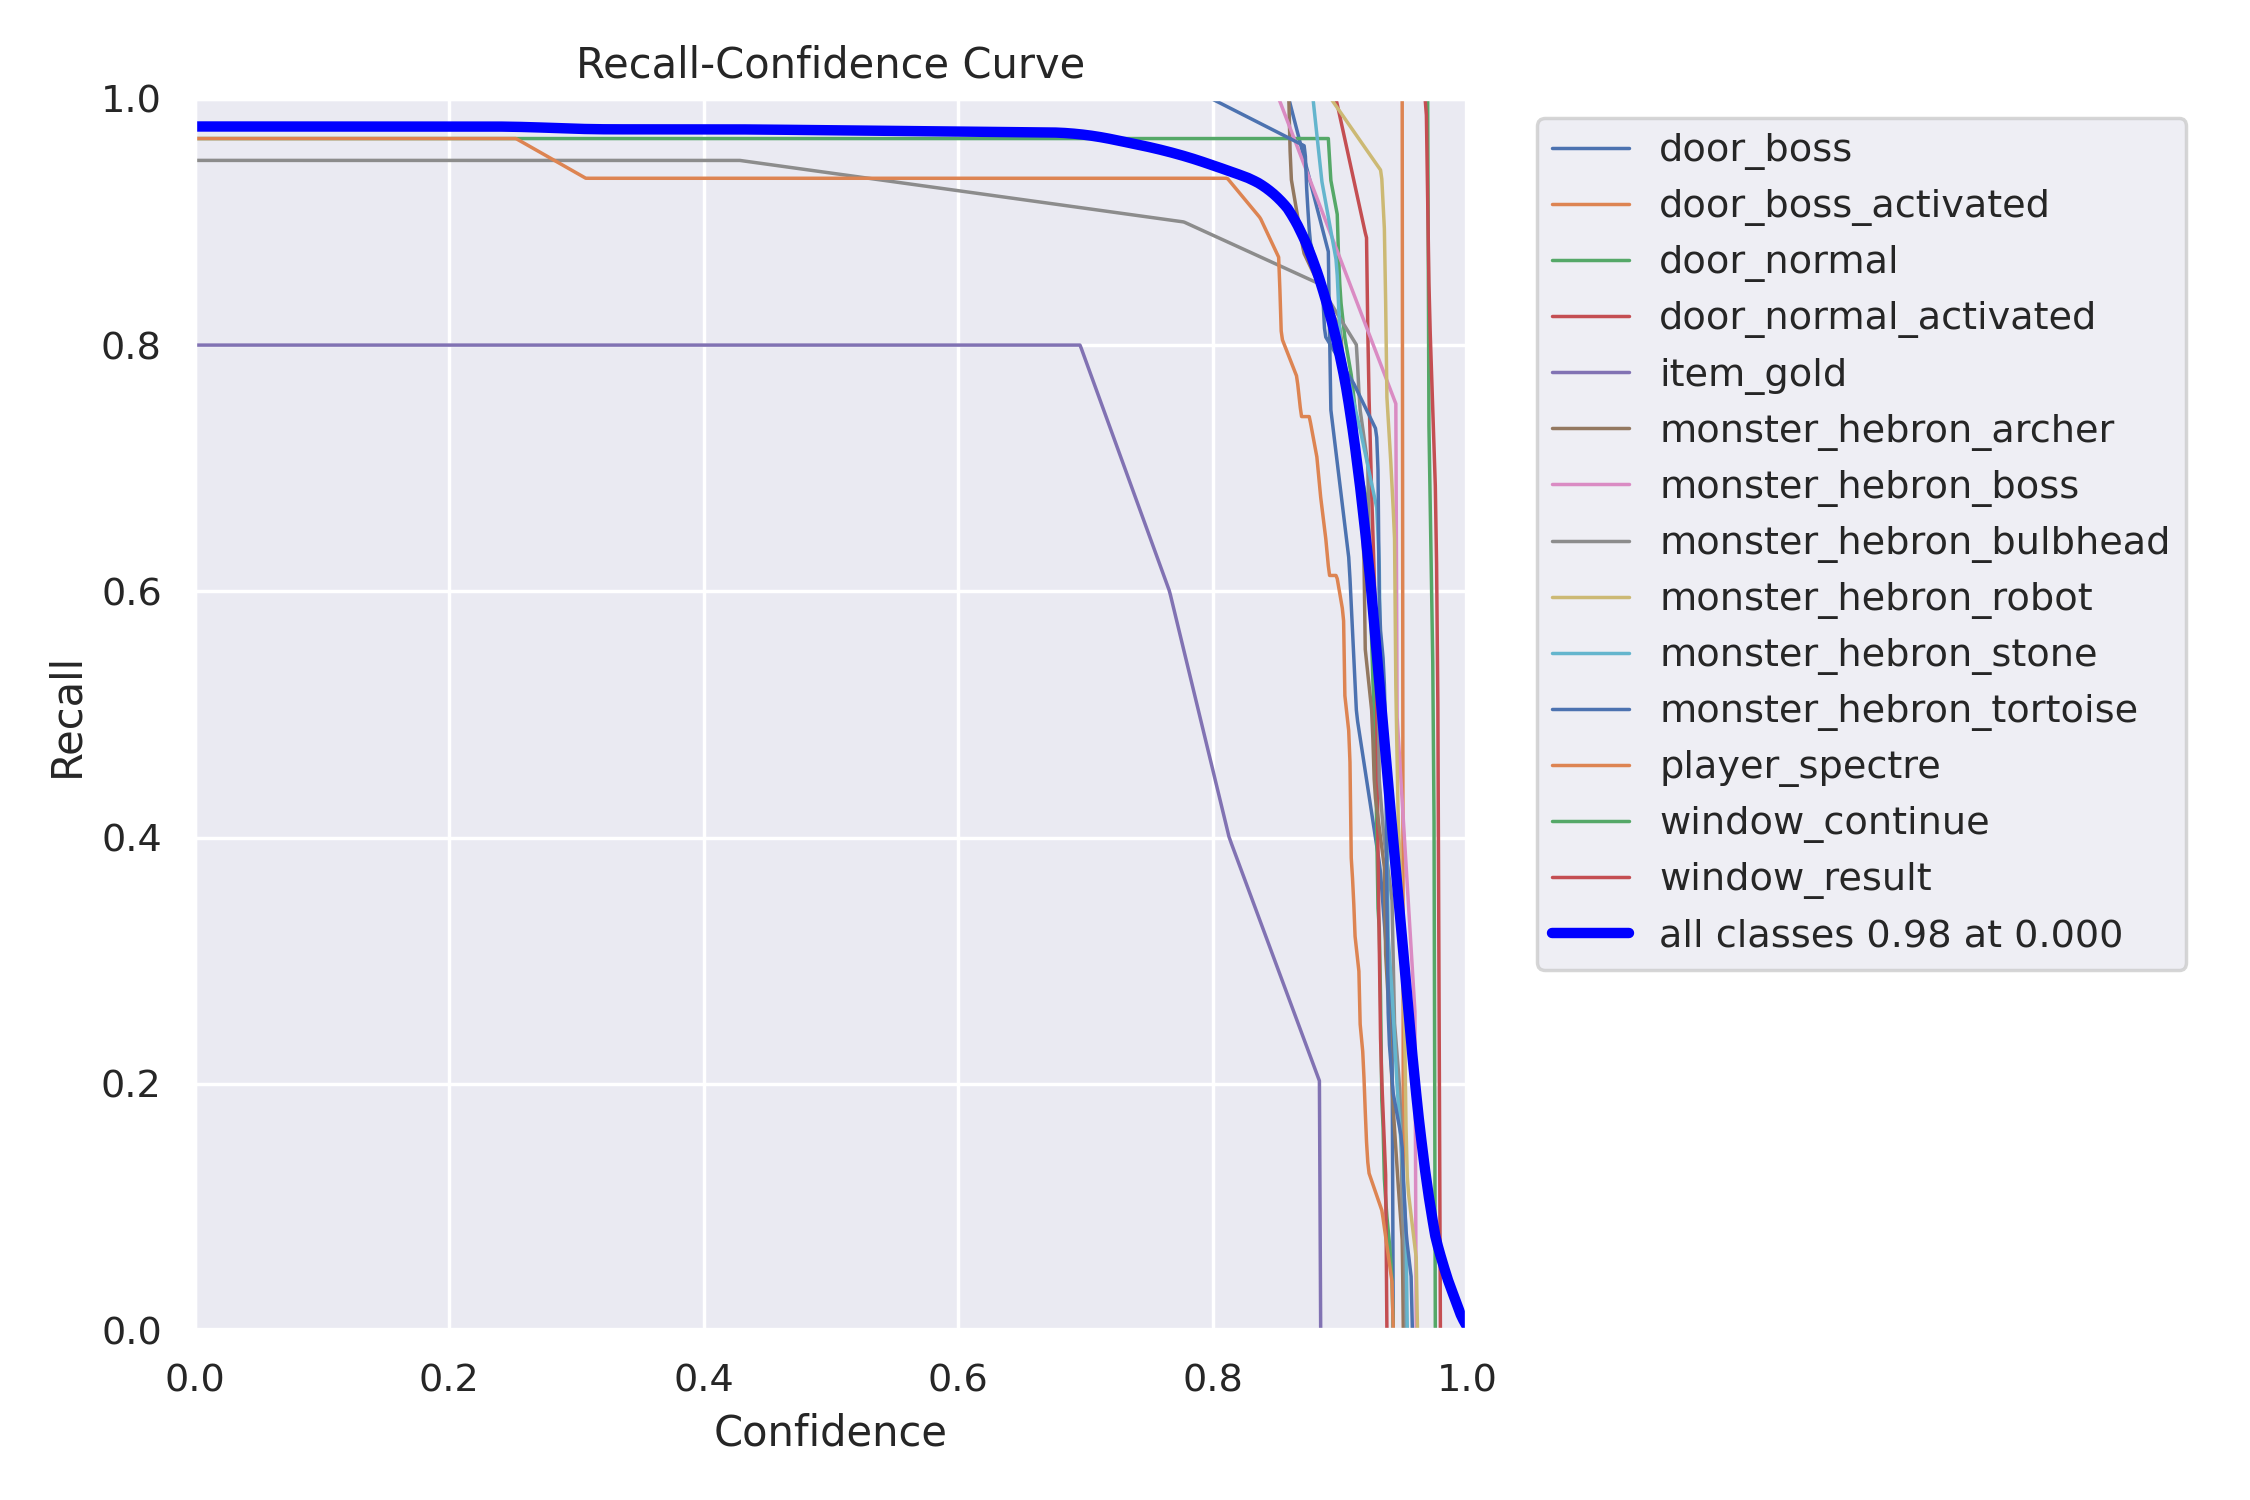 Recall-Confidence Curve
1.0
0.8
0.6
0.4
0.2
0.0
Recall
0.0 0.2 0.4 0.6 0.8 1.0
Confidence
door_boss
door_boss_activated
door_normal
door_normal_activated
item_gold
monster_hebron_archer
monster_hebron_boss
monster_hebron_bulbhead
monster_hebron_robot
monster_hebron_stone
monster_hebron_tortoise
player_spectre
window_continue
window_result
all classes 0.98 at 0.000